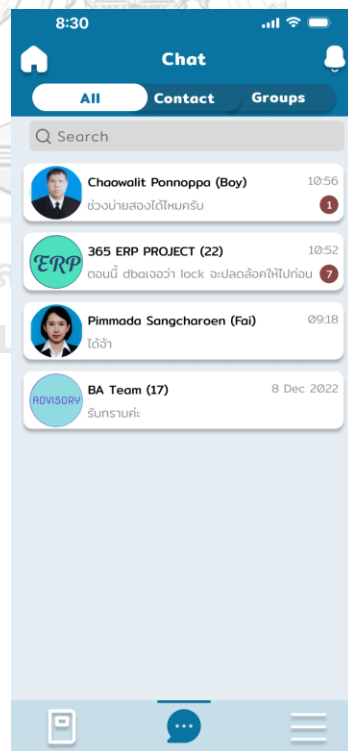 8:30
Chat
All Contact Groups
Search
Chaowalit Ponnoppa (Boy) 10:56
ช่วงบ่ายสองได้ไหมครับ 1
ERP
365 ERP PROJECT (22) 10:52
ตอนนี้ dbaเจอว่า lock จะปลดล้อคให้ไปก่อน 7
Pimmada Sangcharoen (Fai) 09:18
ได้จ้า
ADVISORY
BA Team (17) 8 Dec 2022
รับทราบค่ะ